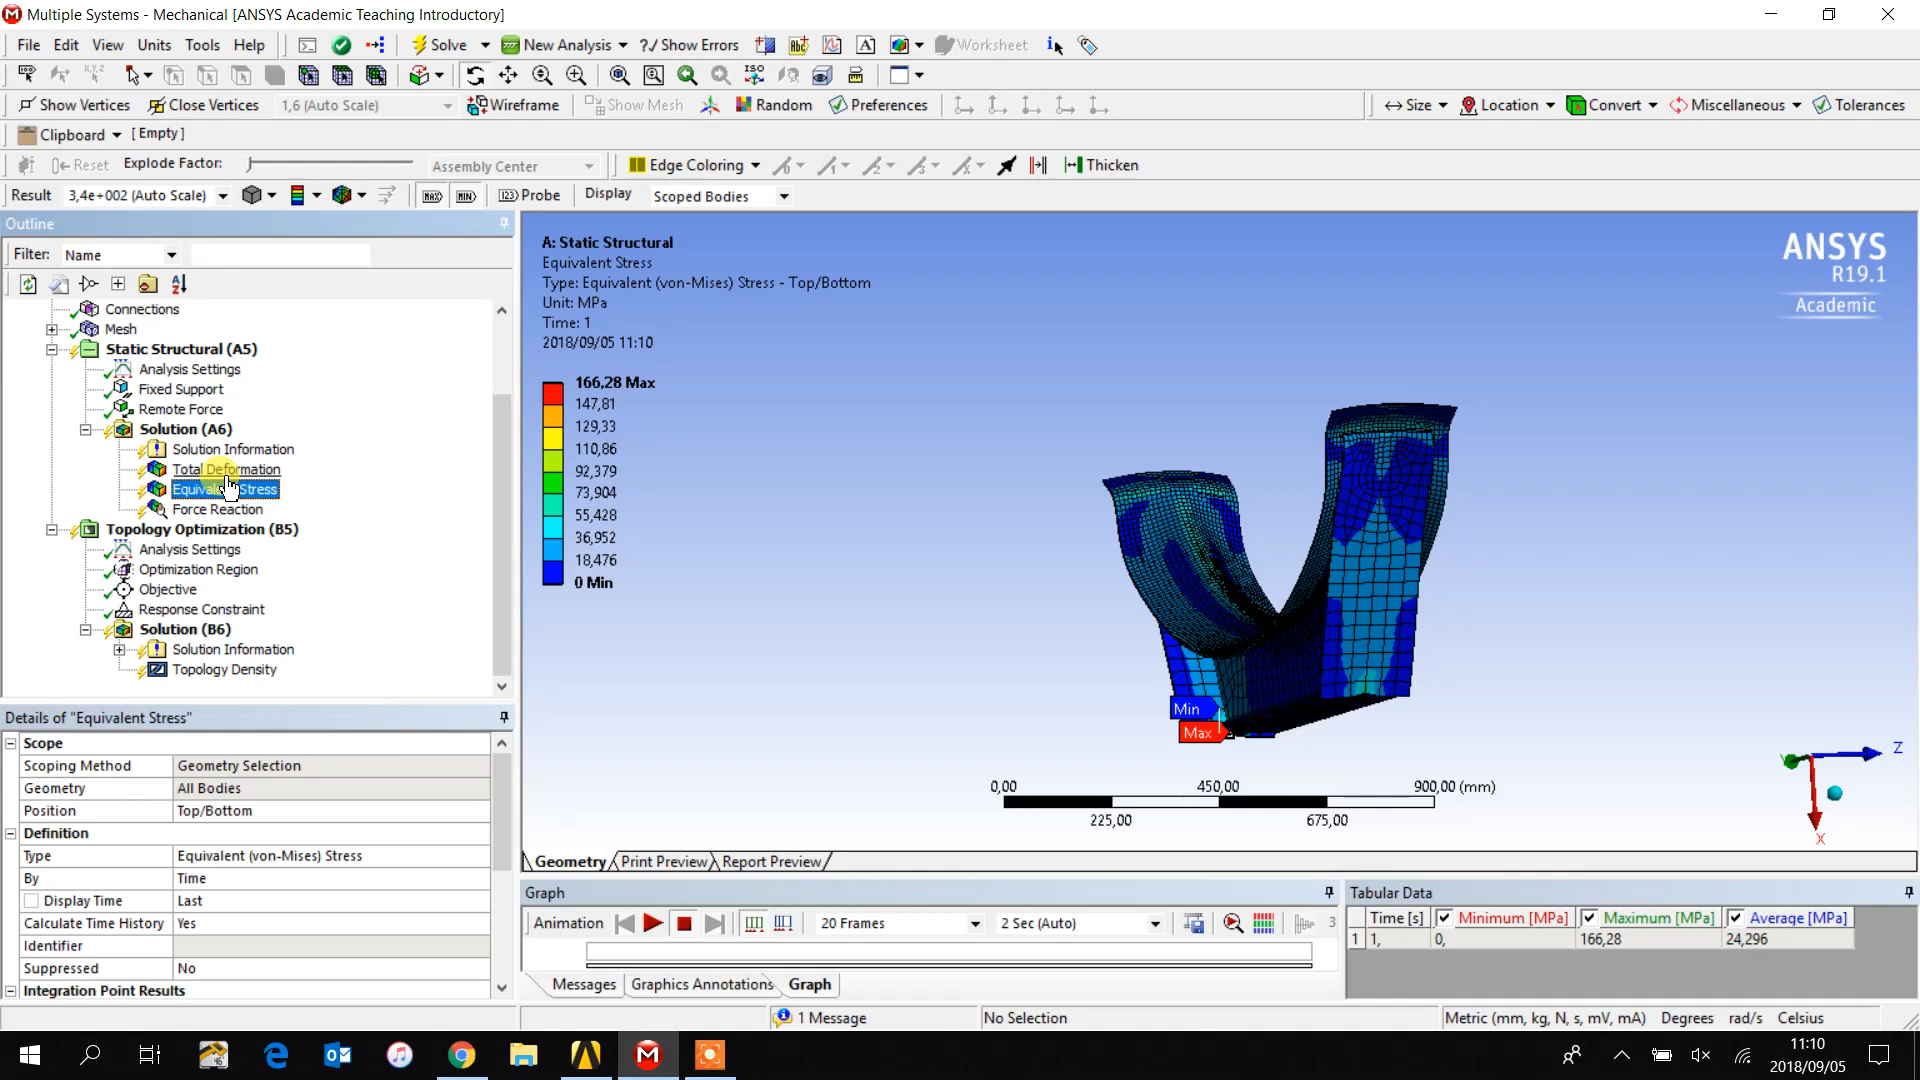 Multiple Systems - Mechanical [ANSYS Academic Teaching Introductory]
File Edit View Units Tools Help Solve New Analysis ?✓ Show Errors Worksheet
Show Vertices Close Vertices 1,6 (Auto Scale) Wireframe Show Mesh Random Preferences Size Location Convert Miscellaneous Tolerances
Clipboard [ Empty ]
Reset Explode Factor: Assembly Center Edge Coloring Thicken
Result 3,4e+002 (Auto Scale) MAX MIN Probe Display Scoped Bodies
Outline
Filter: Name
Connections
Mesh
Static Structural (A5)
Analysis Settings
Fixed Support
Remote Force
Solution (A6)
Solution Information
Total Deformation
Equivalent Stress
Force Reaction
Topology Optimization (B5)
Analysis Settings
Optimization Region
Objective
Response Constraint
Solution (B6)
Solution Information
Topology Density
Details of "Equivalent Stress"
Scope
Scoping Method Geometry Selection
Geometry All Bodies
Position Top/Bottom
Definition
Type Equivalent (von-Mises) Stress
By Time
Display Time Last
Calculate Time History Yes
Identifier
Suppressed No
Integration Point Results
A: Static Structural
Equivalent Stress
Type: Equivalent (von-Mises) Stress - Top/Bottom
Unit: MPa
Time: 1
2018/09/05 11:10
166,28 Max
147,81
129,33
110,86
92,379
73,904
55,428
36,952
18,476
0 Min
ANSYS
R19.1
Academic
Min
Max
0,00 450,00 900,00 (mm)
225,00 675,00
Z
X
Geometry Print Preview Report Preview
Graph
Animation 20 Frames 2 Sec (Auto) 3
Messages Graphics Annotations Graph
Tabular Data
Time [s] Minimum [MPa] Maximum [MPa] Average [MPa]
1 1, 0, 166,28 24,296
1 Message No Selection Metric (mm, kg, N, s, mV, mA) Degrees rad/s Celsius
11:10
2018/09/05